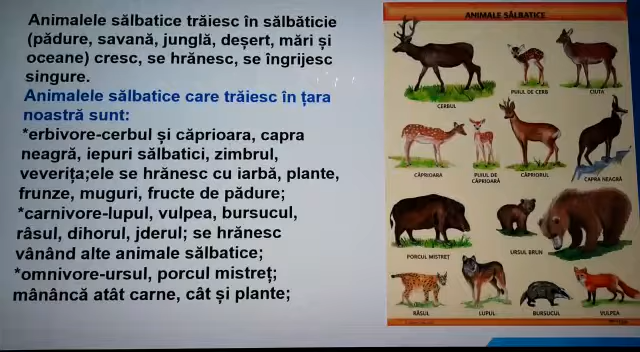 Animalele sălbatice trăiesc în sălbăticie
(pădure, savană, junglă, deșert, mări și
oceane) cresc, se hrănesc, se îngrijesc
singure.
Animalele sălbatice care trăiesc în țara
noastră sunt:
*erbivore-cerbul și căprioara, capra
neagră, iepuri sălbatici, zimbrul,
veverița;ele se hrănesc cu iarbă, plante,
frunze, muguri, fructe de pădure;
*carnivore-lupul, vulpea, bursucul,
râsul, dihorul, jderul; se hrănesc
vânând alte animale sălbatice;
*omnivore-ursul, porcul mistreț;
mănâncă atât carne, cât și plante;
ANIMALE SĂLBATICE
CERBUL
PUIUL DE CERB
CIUTA
CĂPRIOARA
PUIUL DE
CĂPRIOARĂ
CĂPRIORUL
CAPRA NEAGRĂ
PORCUL MISTREȚ
URSUL BRUN
RÂSUL
LUPUL
BURSUCUL
VULPEA